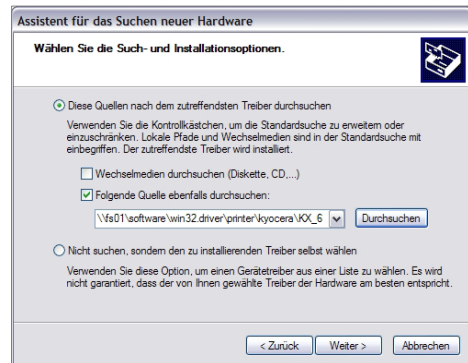 Assistent für das Suchen neuer Hardware
Wählen Sie die Such- und Installationsoptionen.
Diese Quellen nach dem zutreffendsten Treiber durchsuchen
Verwenden Sie die Kontrollkästchen, um die Standardsuche zu erweitern oder
einzuschränken. Lokale Pfade und Wechselmedien sind in der Standardsuche mit
einbegriffen. Der zutreffendste Treiber wird installiert.
Wechselmedien durchsuchen (Diskette, CD,...)
Folgende Quelle ebenfalls durchsuchen:
\\fs01\software\win32.driver\printer\kyocera\KX_6 Durchsuchen
Nicht suchen, sondern den zu installierenden Treiber selbst wählen
Verwenden Sie diese Option, um einen Gerätetreiber aus einer Liste zu wählen. Es wird
nicht garantiert, dass der von Ihnen gewählte Treiber der Hardware am besten entspricht.
< Zurück Weiter > Abbrechen